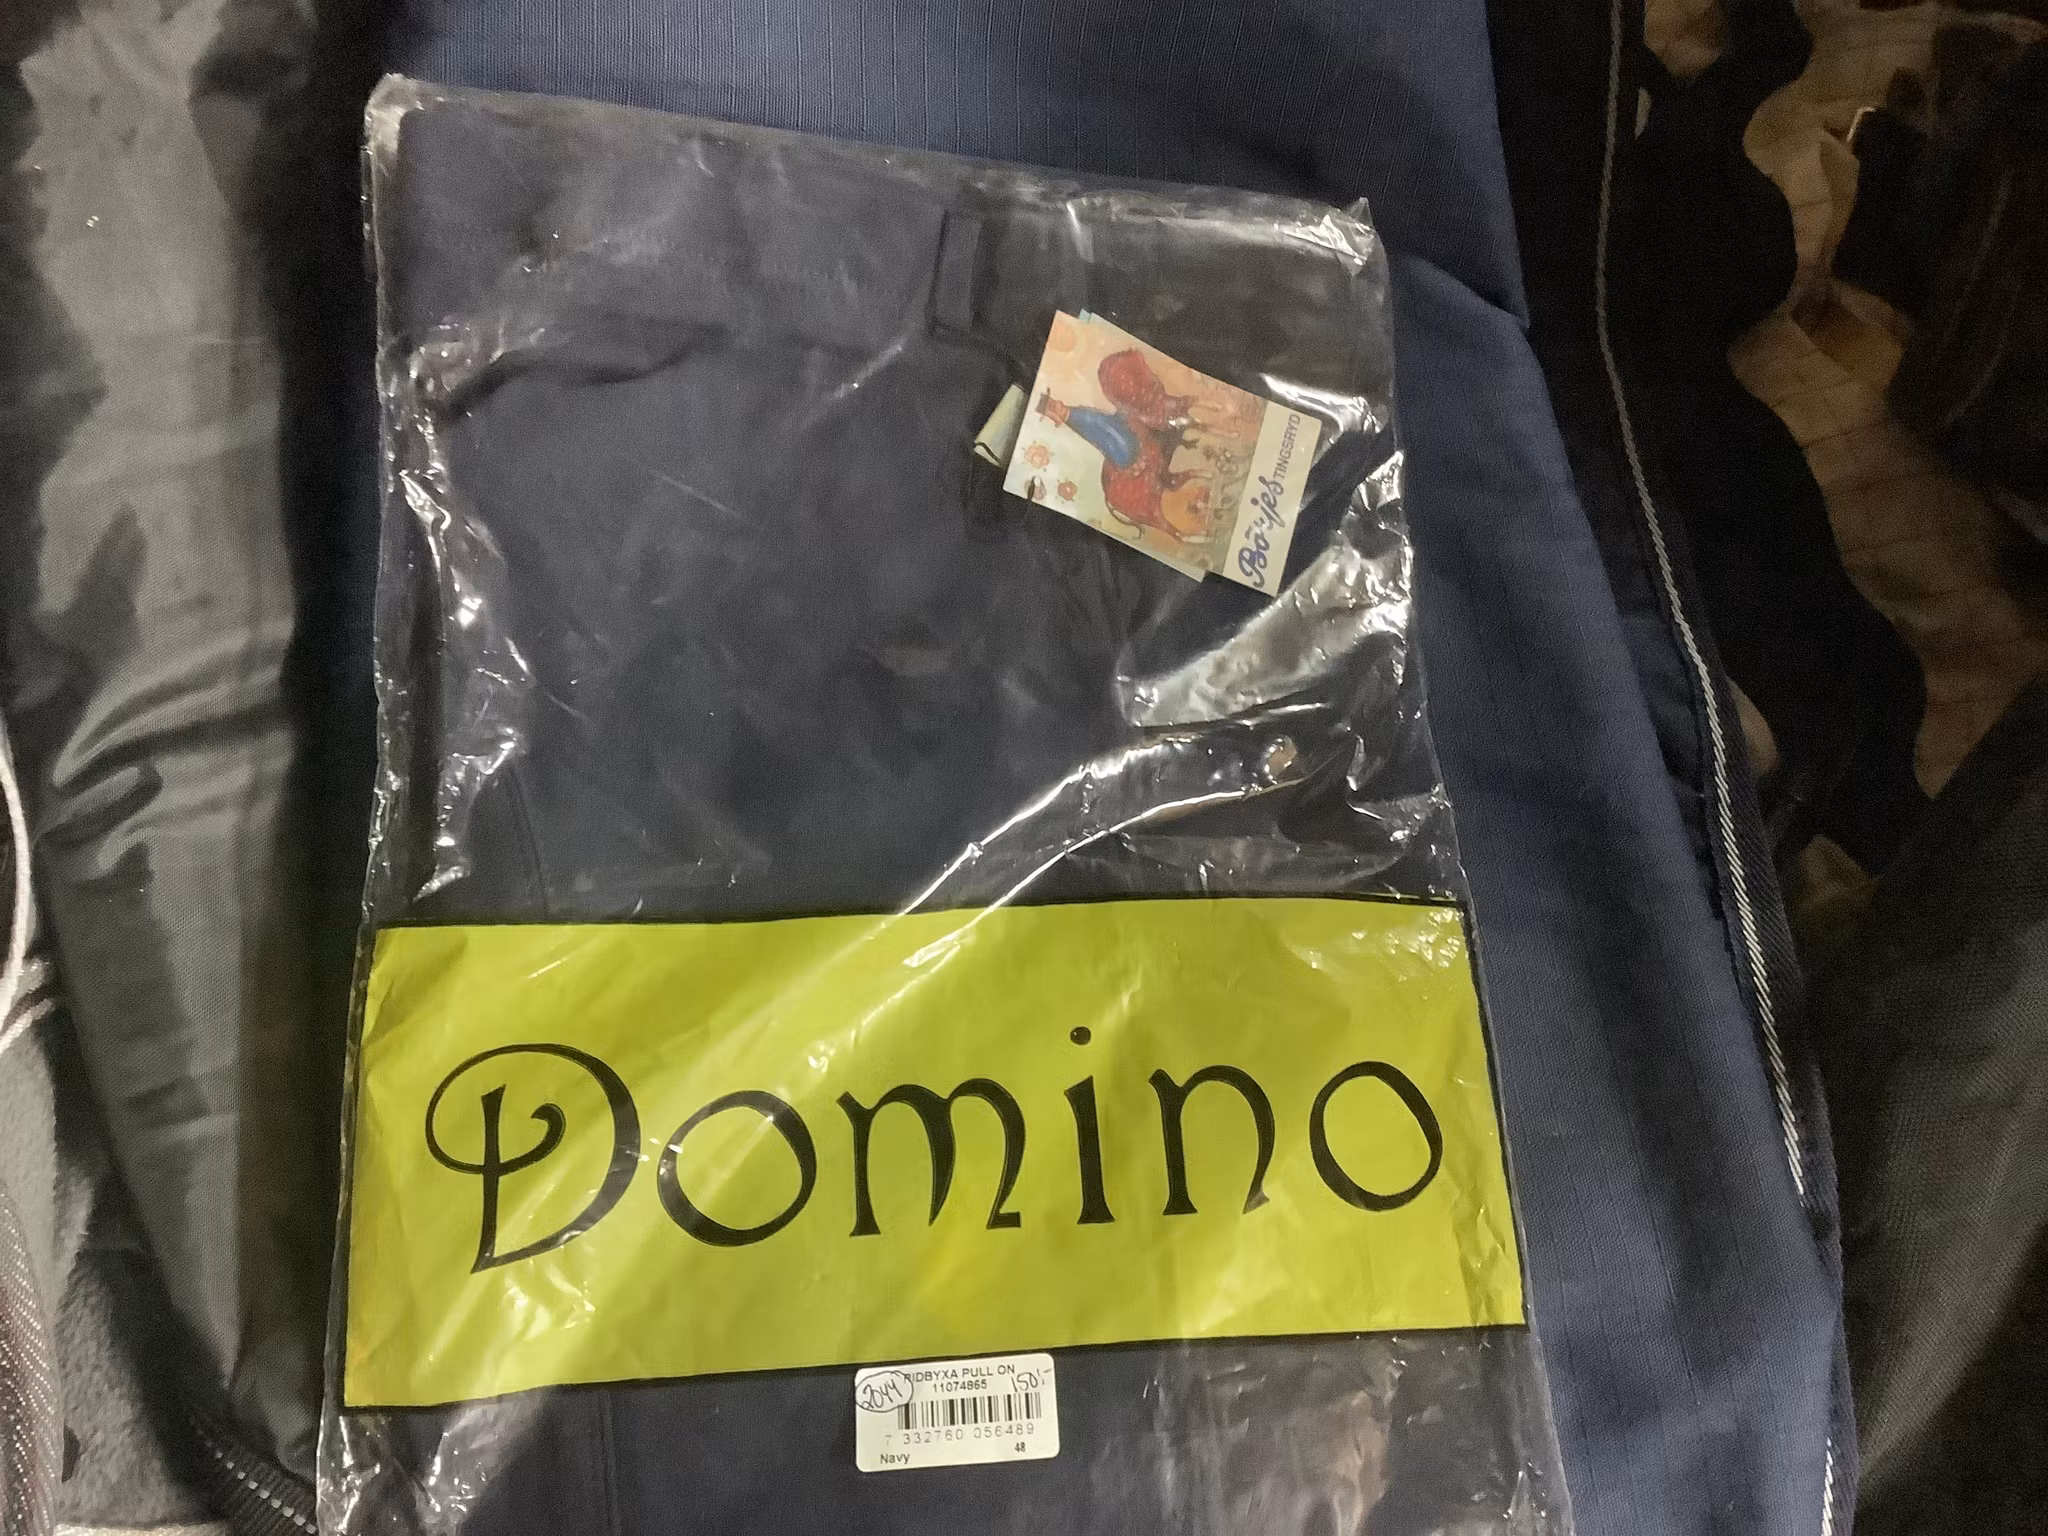 Börjes TINGSRYD
Domino
RIDBYXA PULL ON
2044 11074865 150:-
7 332760 056489
Navy 48